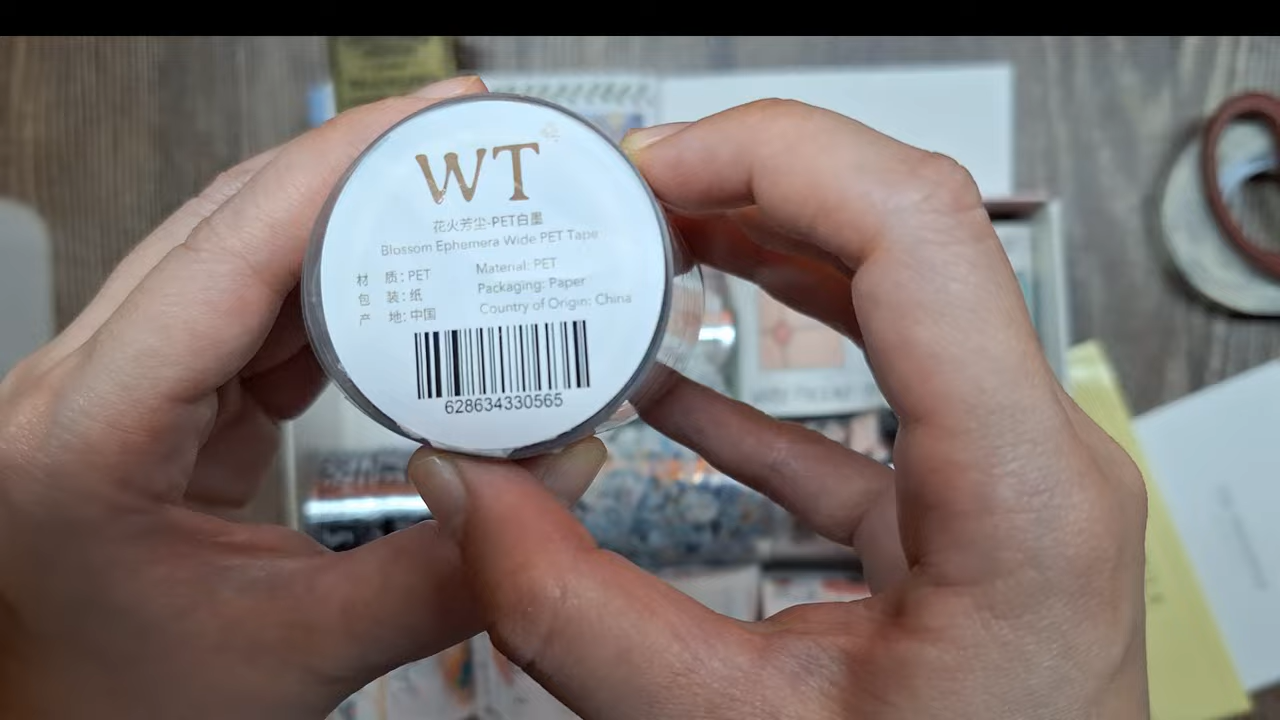 WT
花火芳尘-PET白墨
Blossom Ephemera Wide PET Tape
材 质: PET Material: PET
包 装: 纸 Packaging: Paper
产 地: 中国 Country of Origin: China
628634330565